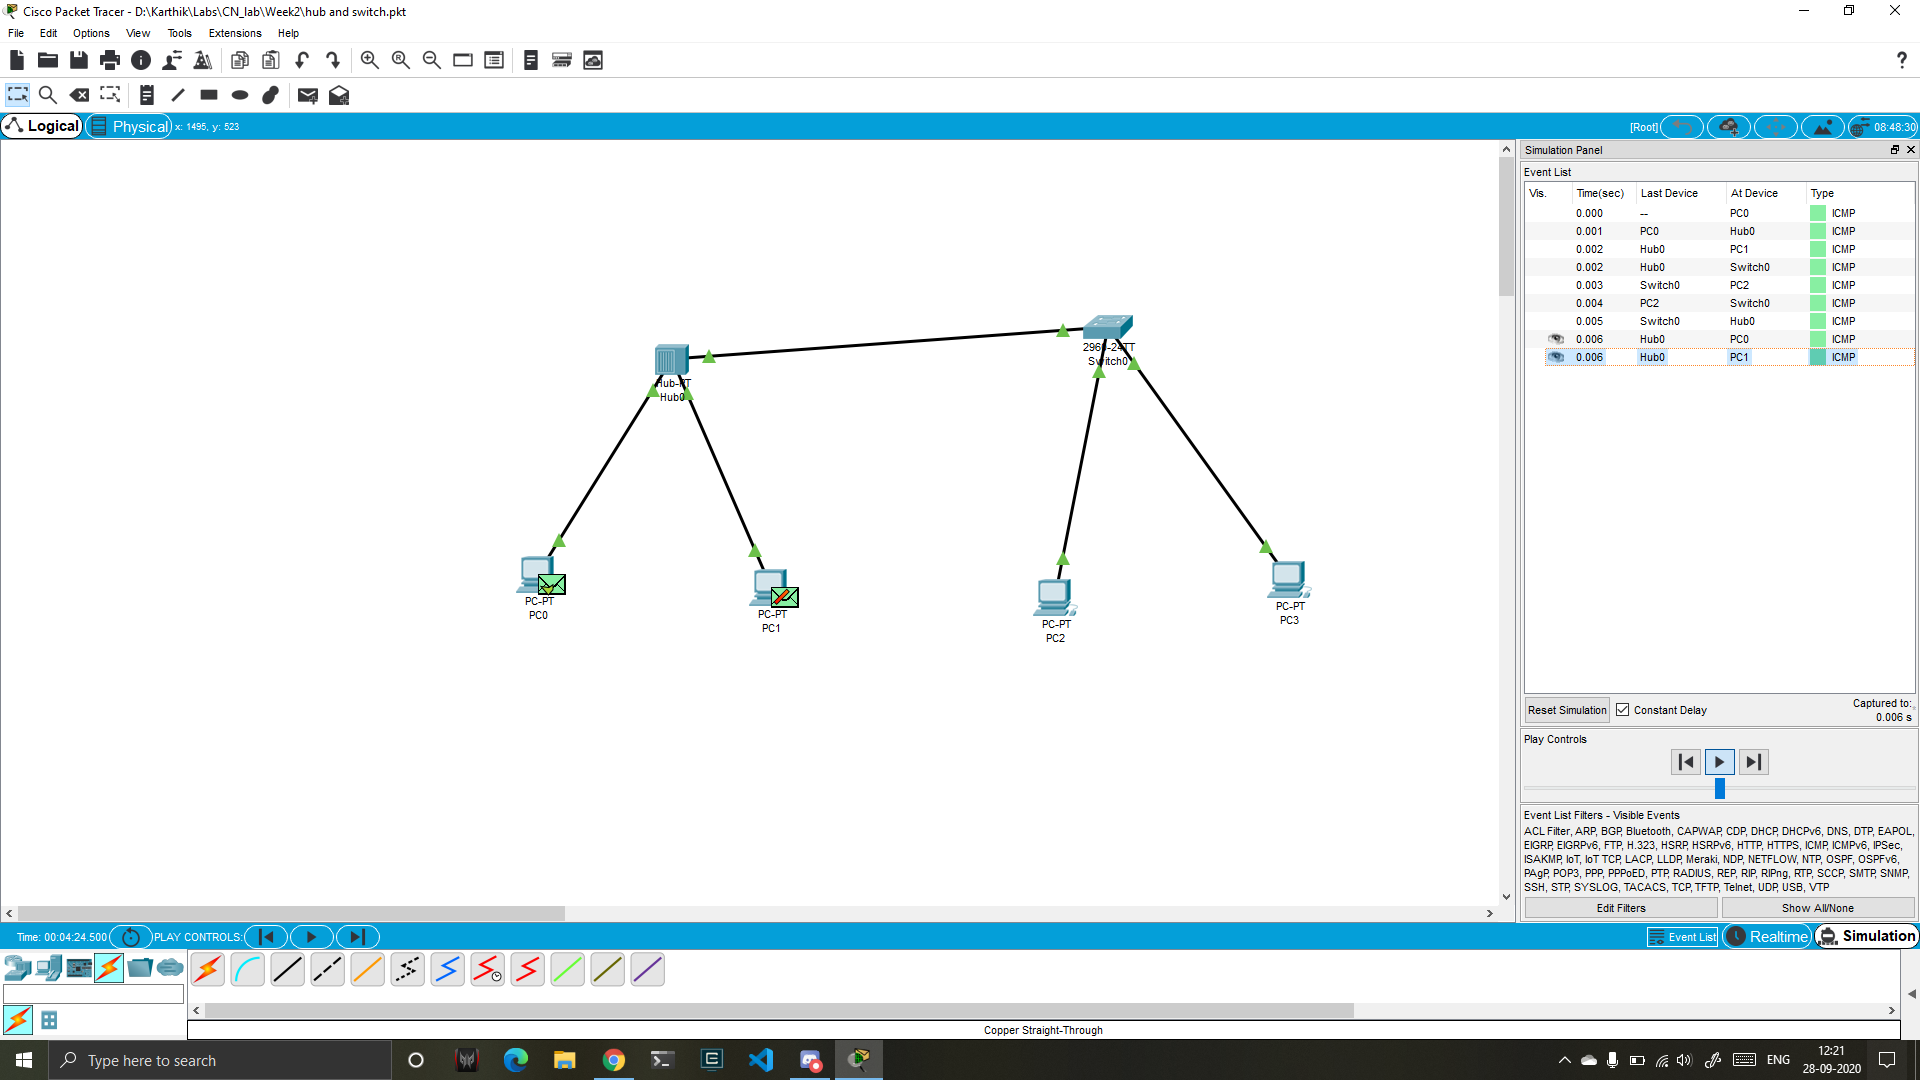 Cisco Packet Tracer - D:\Karthik\Labs\CN_lab\Week2\hub and switch.pkt
File Edit Options View Tools Extensions Help
Logical Physical x: 1495, y: 523 [Root] 08:48:30
Simulation Panel
Event List
Vis. Time(sec) Last Device At Device Type
0.000 -- PC0 ICMP
0.001 PC0 Hub0 ICMP
0.002 Hub0 PC1 ICMP
0.002 Hub0 Switch0 ICMP
0.003 Switch0 PC2 ICMP
0.004 PC2 Switch0 ICMP
0.005 Switch0 Hub0 ICMP
0.006 Hub0 PC0 ICMP
0.006 Hub0 PC1 ICMP
2960-24TT
Switch0
Hub-PT
Hub0
PC-PT
PC0
PC-PT
PC1
PC-PT
PC2
PC-PT
PC3
Reset Simulation Constant Delay Captured to:
0.006 s
Play Controls
Event List Filters - Visible Events
ACL Filter, ARP, BGP, Bluetooth, CAPWAP, CDP, DHCP, DHCPv6, DNS, DTP, EAPOL,
EIGRP, EIGRPv6, FTP, H.323, HSRP, HSRPv6, HTTP, HTTPS, ICMP, ICMPv6, IPSec,
ISAKMP, IoT, IoT TCP, LACP, LLDP, Meraki, NDP, NETFLOW, NTP, OSPF, OSPFv6,
PAgP, POP3, PPP, PPPoED, PTP, RADIUS, REP, RIP, RIPng, RTP, SCCP, SMTP, SNMP,
SSH, STP, SYSLOG, TACACS, TCP, TFTP, Telnet, UDP, USB, VTP
Edit Filters Show All/None
Time: 00:04:24.500 PLAY CONTROLS: Event List Realtime Simulation
Copper Straight-Through
Type here to search
ENG
12:21
28-09-2020